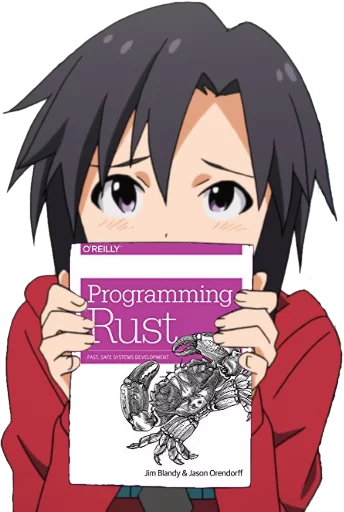 O'REILLY®
Programming
Rust
FAST, SAFE SYSTEMS DEVELOPMENT
Jim Blandy & Jason Orendorff